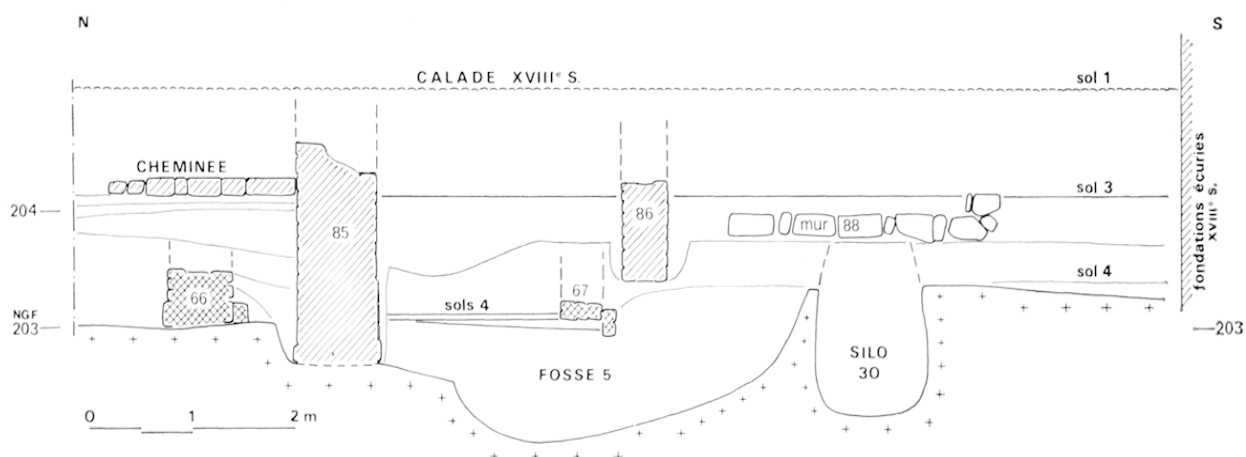 N
S
CALADE XVIIIᵉ S.
sol 1
CHEMINEE
fondations écuries
XVIIIᵉ s.
sol 3
204
85
86
mur 88
66
sols 4
67
sol 4
NGF
203
203
FOSSE 5
SILO
30
0 1 2 m